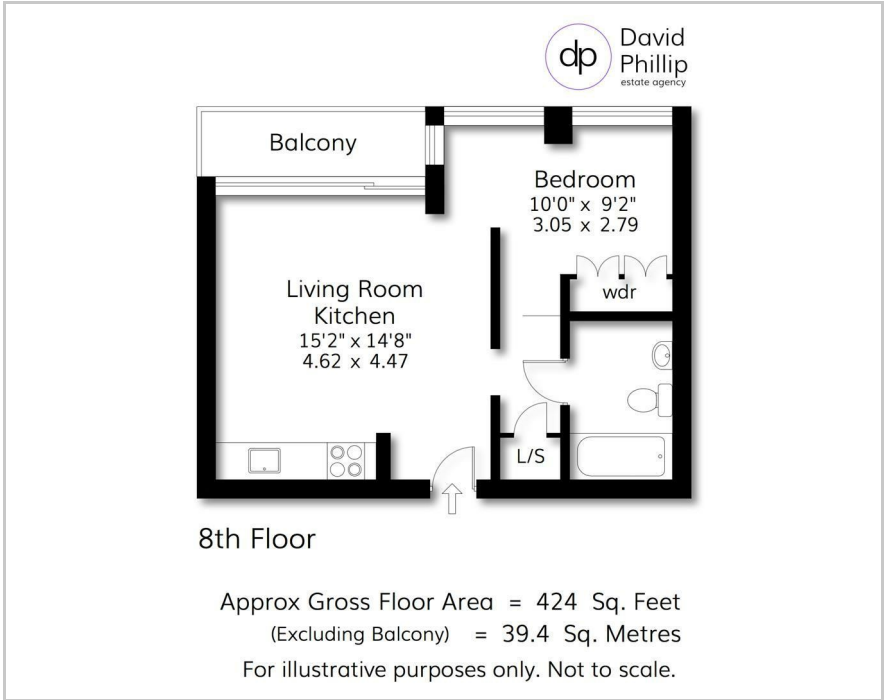 dp
David
Phillip
estate agency
Balcony
Bedroom
10'0" x 9'2"
3.05 x 2.79
wdr
Living Room
Kitchen
15'2" x 14'8"
4.62 x 4.47
L/S
8th Floor
Approx Gross Floor Area = 424 Sq. Feet
(Excluding Balcony) = 39.4 Sq. Metres
For illustrative purposes only. Not to scale.